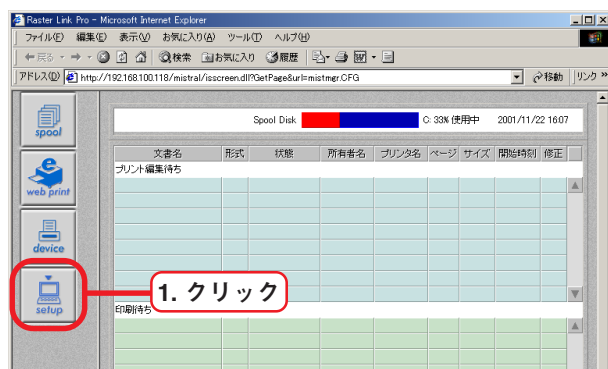 Raster Link Pro - Microsoft Internet Explorer
ファイル(F) 編集(E) 表示(V) お気に入り(A) ツール(T) ヘルプ(H)
戻る 検索 お気に入り 履歴
アドレス(D) http://192.168.100.118/mistral/isscreen.dll?GetPage&url=mistmgr.CFG 移動 リンク »
spool
Spool Disk C: 33% 使用中 2001/11/22 16:07
文書名 形式 状態 所有者名 プリンタ名 ページ サイズ 開始時刻 修正
プリント編集待ち
web print
device
setup
1. クリック
印刷待ち